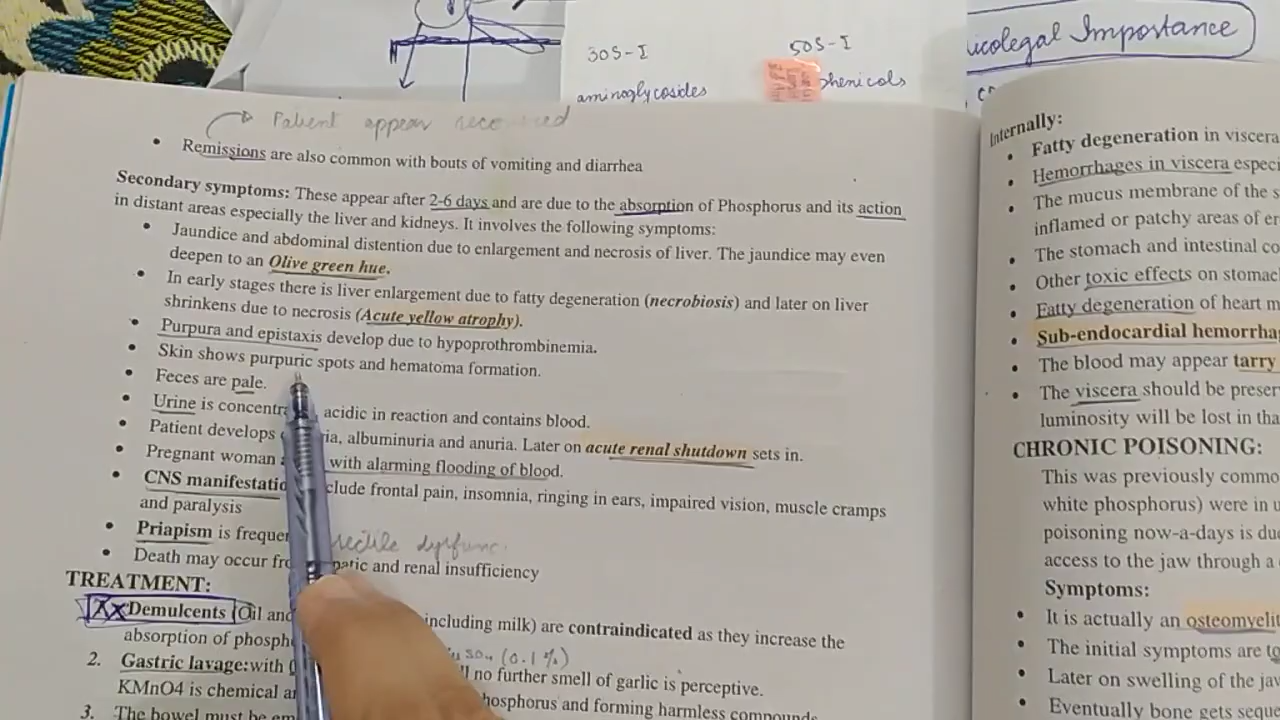 30S-I
50S-I
aminoglycosides
phenicols
icolegal Importance
Patient appear recovered
• Remissions are also common with bouts of vomiting and diarrhea
Secondary symptoms: These appear after 2-6 days and are due to the absorption of Phosphorus and its action
in distant areas especially the liver and kidneys. It involves the following symptoms:
• Jaundice and abdominal distention due to enlargement and necrosis of liver. The jaundice may even
deepen to an Olive green hue.
• In early stages there is liver enlargement due to fatty degeneration (necrobiosis) and later on liver
shrinkens due to necrosis (Acute yellow atrophy).
• Purpura and epistaxis develop due to hypoprothrombinemia.
• Skin shows purpuric spots and hematoma formation.
• Feces are pale.
• Urine is concentra acidic in reaction and contains blood.
• Patient develops ria, albuminuria and anuria. Later on acute renal shutdown sets in.
• Pregnant woman with alarming flooding of blood.
• CNS manifestatio clude frontal pain, insomnia, ringing in ears, impaired vision, muscle cramps
and paralysis
• Priapism is frequen rectile dysfunc.
• Death may occur fro patic and renal insufficiency
TREATMENT:
Demulcents (Oil and including milk) are contraindicated as they increase the
absorption of phosph
2. Gastric lavage:with (0.1%)
ll no further smell of garlic is perceptive.
KMnO4 is chemical a hosphorus and forming harmless compounds
3. The bowel must be em
Internally:
• Fatty degeneration in viscera
• Hemorrhages in viscera especi
• The mucus membrane of the s
inflamed or patchy areas of er
• The stomach and intestinal co
• Other toxic effects on stomac
• Fatty degeneration of heart m
• Sub-endocardial hemorrha
• The blood may appear tarry
• The viscera should be preser
luminosity will be lost in tha
CHRONIC POISONING:
This was previously commo
white phosphorus) were in u
poisoning now-a-days is du
access to the jaw through a
Symptoms:
• It is actually an osteomyelit
• The initial symptoms are to
• Later on swelling of the jaw
• Eventually bone gets seque